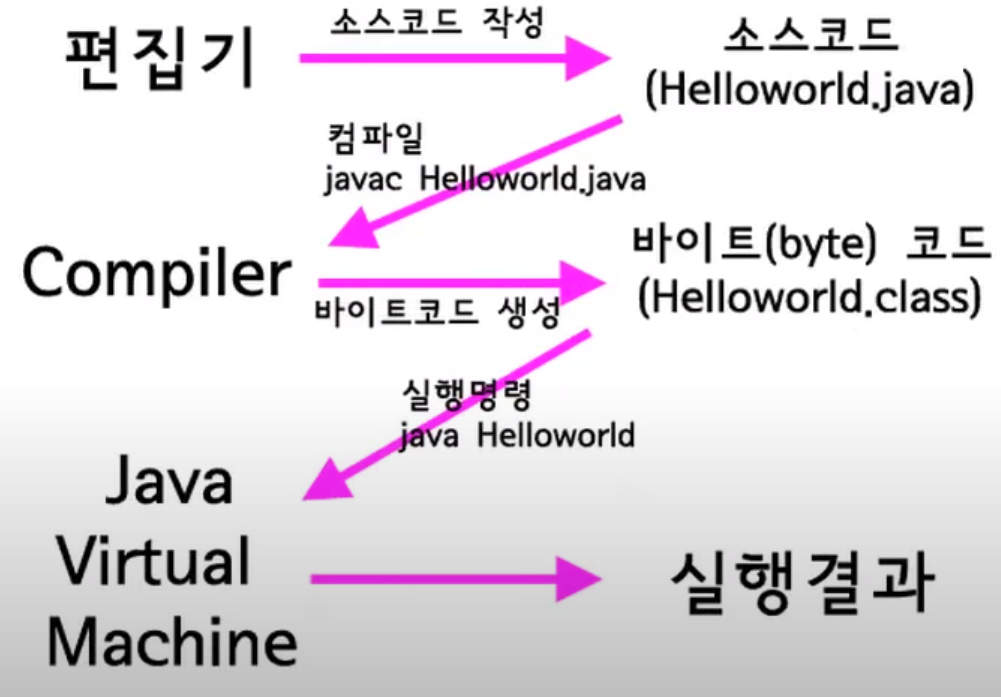 편집기
소스코드 작성
소스코드
(Helloworld.java)
컴파일
javac Helloworld.java
Compiler
바이트코드 생성
바이트(byte) 코드
(Helloworld.class)
실행명령
java Helloworld
Java
Virtual
Machine
실행결과